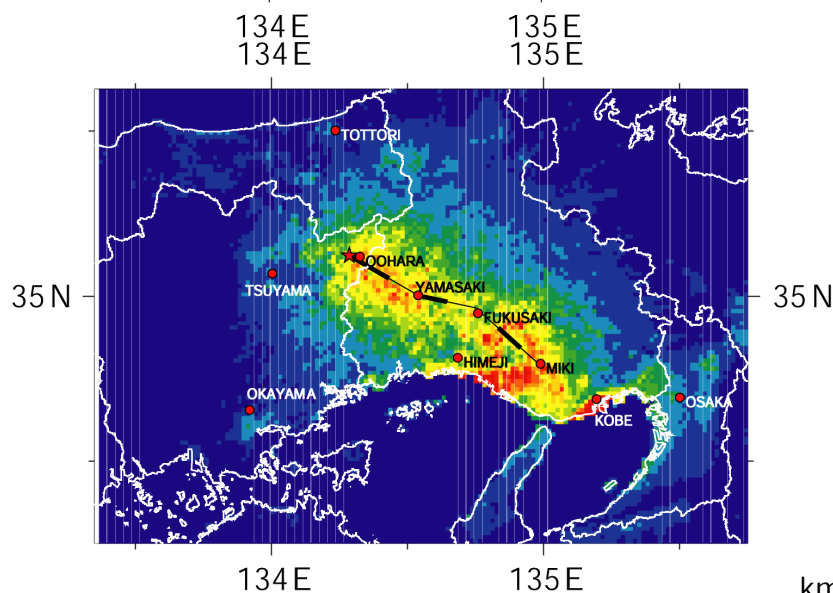 134E 135E
134E 135E
TOTTORI
OOHARA
TSUYAMA YAMASAKI
35N 35N
FUKUSAKI
HIMEJI MIKI
OKAYAMA OSAKA
KOBE
134E 135E
km